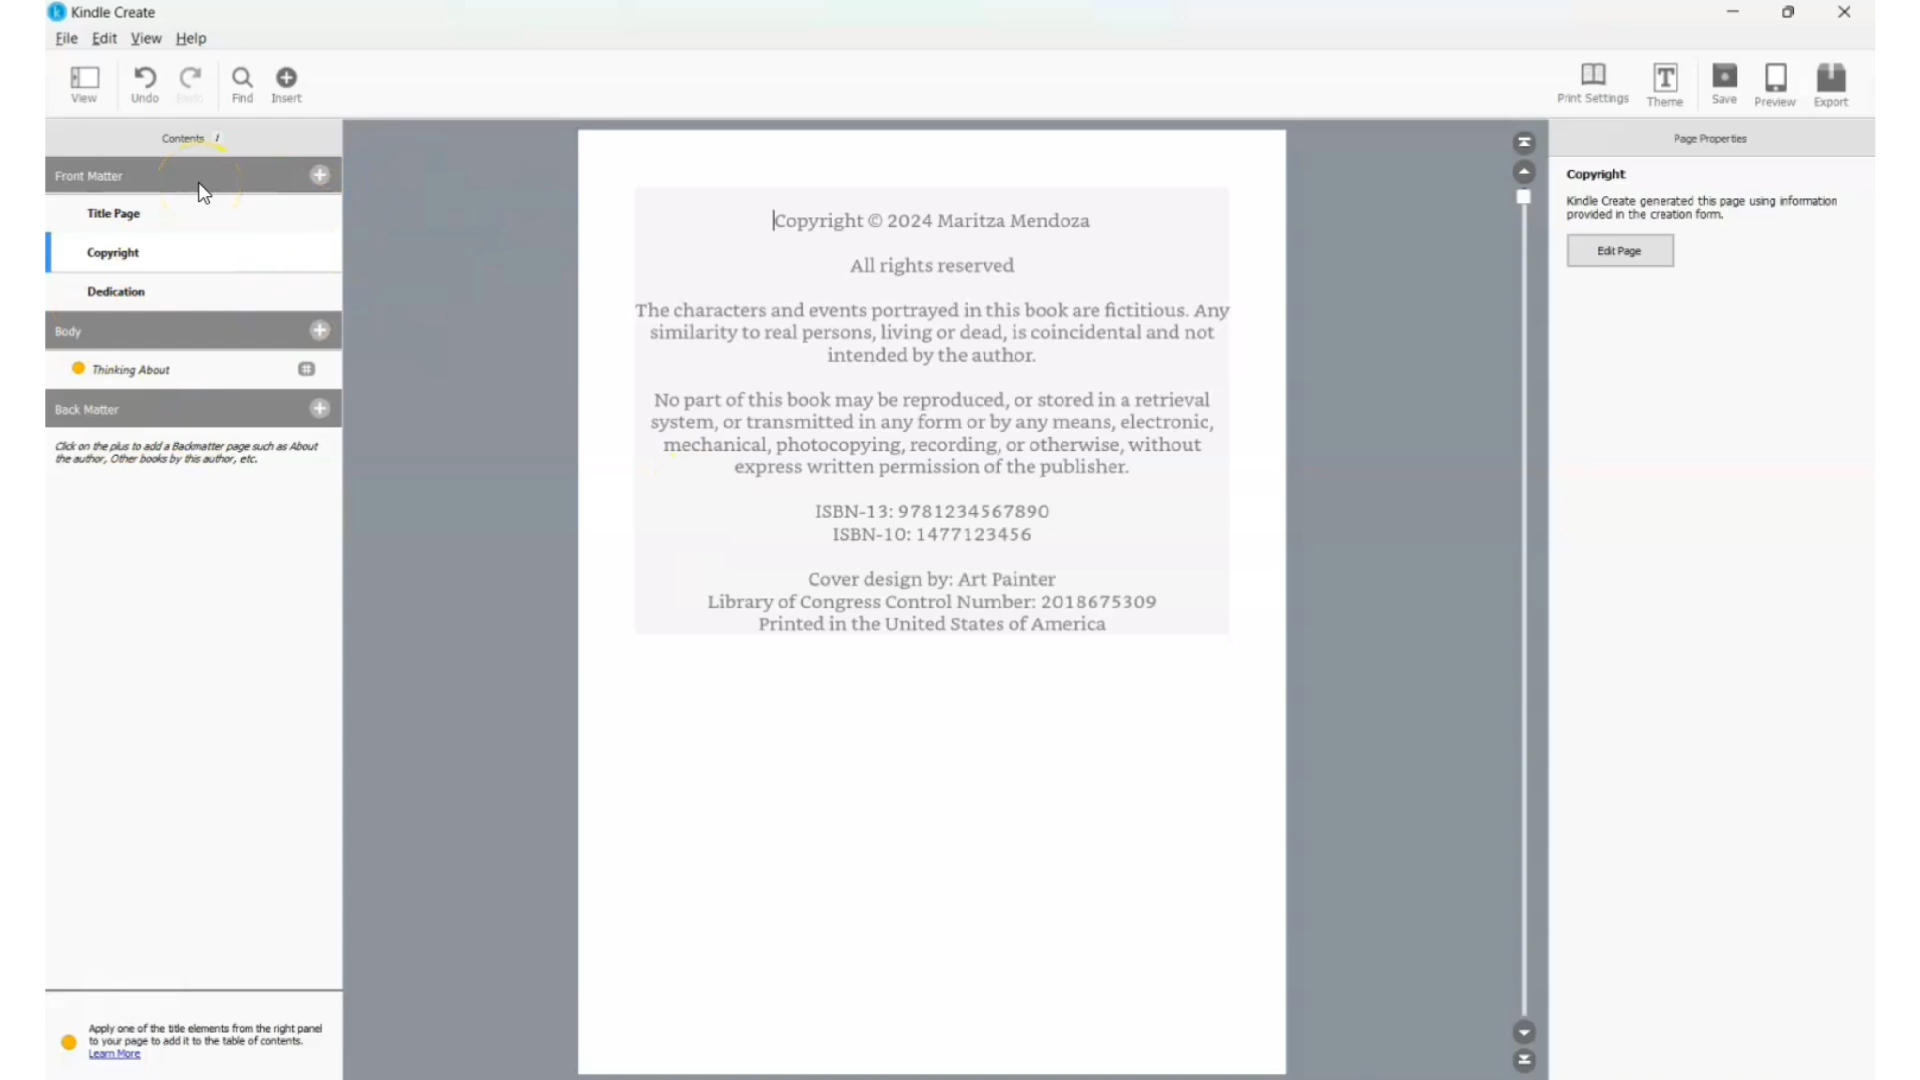 Kindle Create
File Edit View Help
View Undo Redo Find Insert
Print Settings Theme Save Preview Export
Contents i
Front Matter
Title Page
Copyright
Dedication
Body
Thinking About
Back Matter
Click on the plus to add a Backmatter page such as About
the author, Other books by this author, etc.
Apply one of the title elements from the right panel
to your page to add it to the table of contents.
Learn More
Copyright © 2024 Maritza Mendoza
All rights reserved
The characters and events portrayed in this book are fictitious. Any
similarity to real persons, living or dead, is coincidental and not
intended by the author.
No part of this book may be reproduced, or stored in a retrieval
system, or transmitted in any form or by any means, electronic,
mechanical, photocopying, recording, or otherwise, without
express written permission of the publisher.
ISBN-13: 9781234567890
ISBN-10: 1477123456
Cover design by: Art Painter
Library of Congress Control Number: 2018675309
Printed in the United States of America
Page Properties
Copyright
Kindle Create generated this page using information
provided in the creation form.
Edit Page